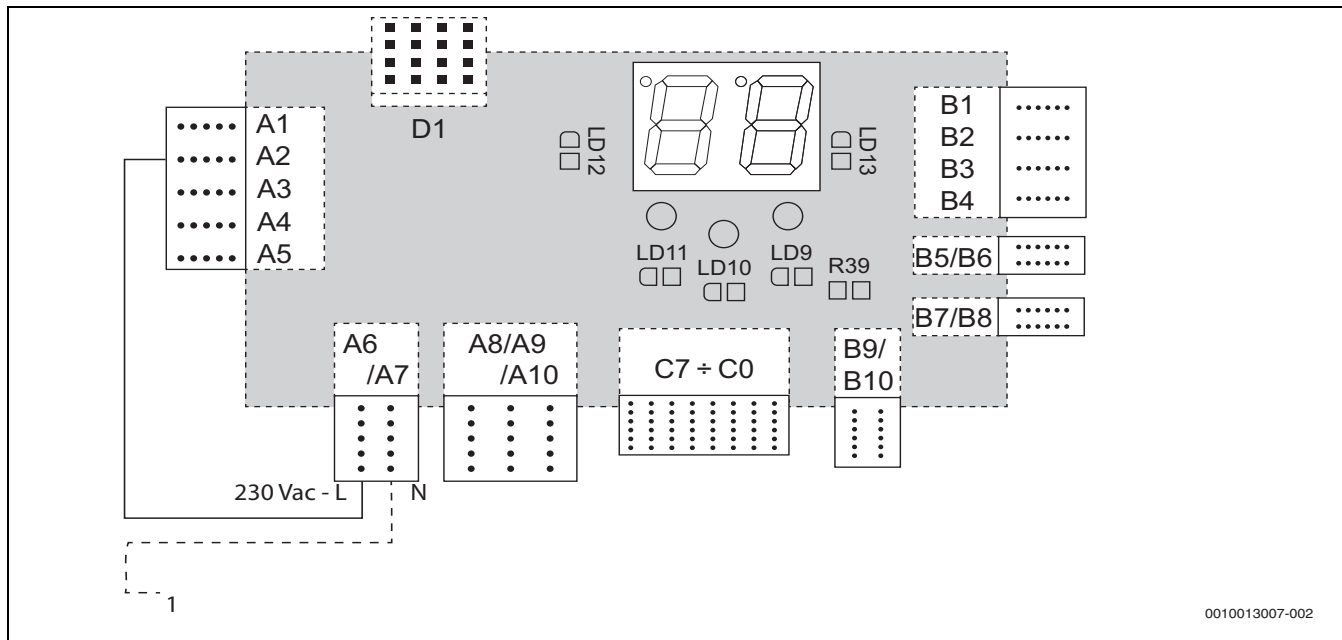 D1
A1
A2
A3
A4
A5
LD12
LD13
B1
B2
B3
B4
LD11
LD10
LD9
R39
B5/B6
B7/B8
A6
/A7
A8/A9
/A10
C7 ÷ C0
B9/
B10
230 Vac - L
N
1
0010013007-002